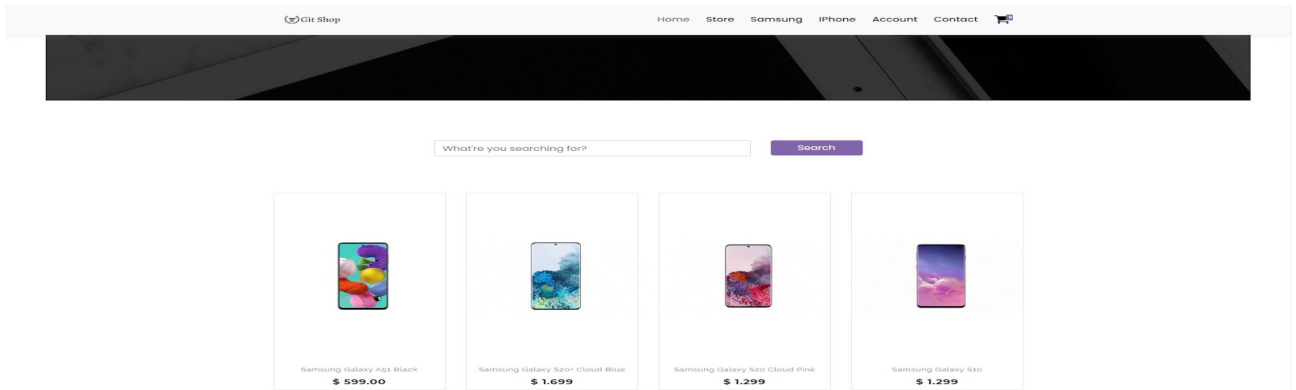 Git Shop
Home Store Samsung IPhone Account Contact
What're you searching for?
Search
Samsung Galaxy A51 Black
Samsung Galaxy S20+ Cloud Blue
Samsung Galaxy S20 Cloud Pink
Samsung Galaxy S10
$ 599.00
$ 1.699
$ 1.299
$ 1.299